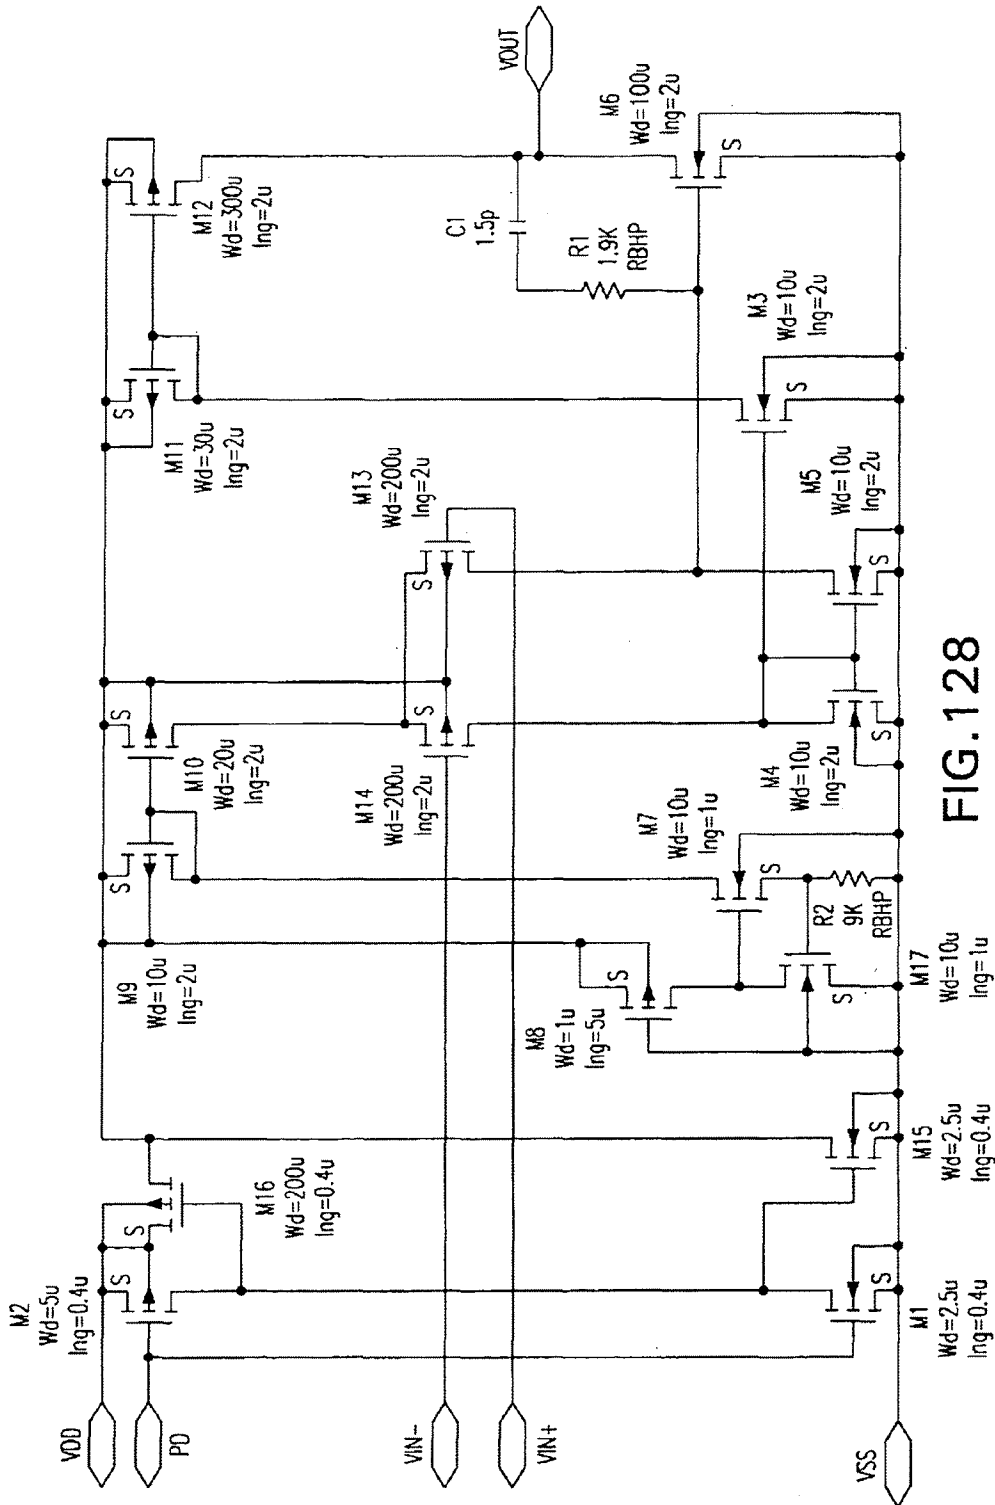 VDD
PD
VIN-
VIN+
VSS
M2
Wd=5u
lng=0.4u
S
M16
Wd=200u
lng=0.4u
S
M1
Wd=2.5u
lng=0.4u
S
M15
Wd=2.5u
lng=0.4u
S
M9
Wd=10u
lng=2u
S
M8
Wd=1u
lng=5u
S
M17
Wd=10u
lng=1u
S
R2
9K
RBHP
M7
Wd=10u
lng=1u
S
M10
Wd=20u
lng=2u
S
M14
Wd=200u
lng=2u
S
M4
Wd=10u
lng=2u
S
M13
Wd=200u
lng=2u
S
M5
Wd=10u
lng=2u
S
M11
Wd=30u
lng=2u
S
M3
Wd=10u
lng=2u
S
M12
Wd=300u
lng=2u
S
C1
1.5p
R1
1.9K
RBHP
M6
Wd=100u
lng=2u
S
VOUT
FIG.128